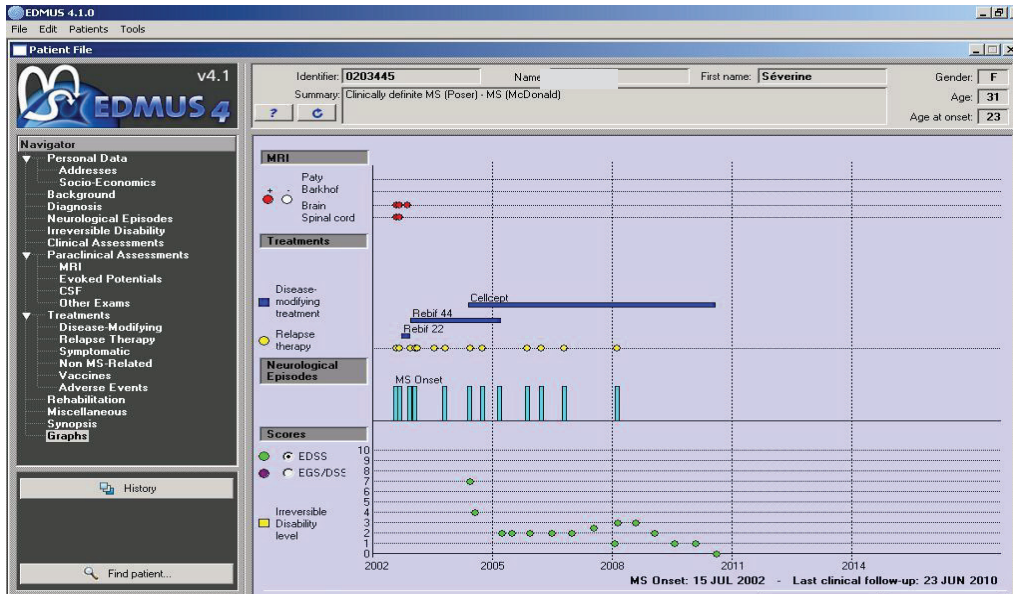 EDMUS 4.1.0
File Edit Patients Tools
Patient File
v4.1
EDMUS 4
Identifier: 0203445 Name First name: Séverine Gender: F
Summary: Clinically definite MS (Poser) - MS (McDonald) Age: 31
? Age at onset: 23
Navigator
Personal Data
Addresses
Socio-Economics
Background
Diagnosis
Neurological Episodes
Irreversible Disability
Clinical Assessments
Paraclinical Assessments
MRI
Evoked Potentials
CSF
Other Exams
Treatments
Disease-Modifying
Relapse Therapy
Symptomatic
Non MS-Related
Vaccines
Adverse Events
Rehabilitation
Miscellaneous
Synopsis
Graphs
History
Find patient...
MRI
+ -
Paty
Barkhof
Brain
Spinal cord
Treatments
Disease-
modifying
treatment
Cellcept
Rebif 44
Rebif 22
Relapse
therapy
Neurological
Episodes
MS Onset
Scores
EDSS
EGS/DSS
Irreversible
Disability
level
10
9
8
7
6
5
4
3
2
1
0
2002 2005 2008 2011 2014
MS Onset: 15 JUL 2002 - Last clinical follow-up: 23 JUN 2010